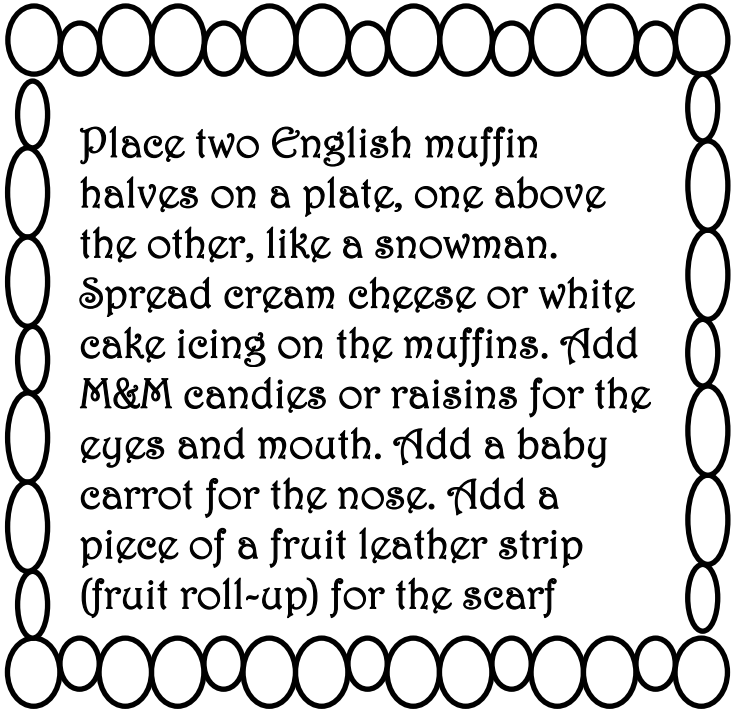 Place two English muffin
halves on a plate, one above
the other, like a snowman.
Spread cream cheese or white
cake icing on the muffins. Add
M&M candies or raisins for the
eyes and mouth. Add a baby
carrot for the nose. Add a
piece of a fruit leather strip
(fruit roll-up) for the scarf